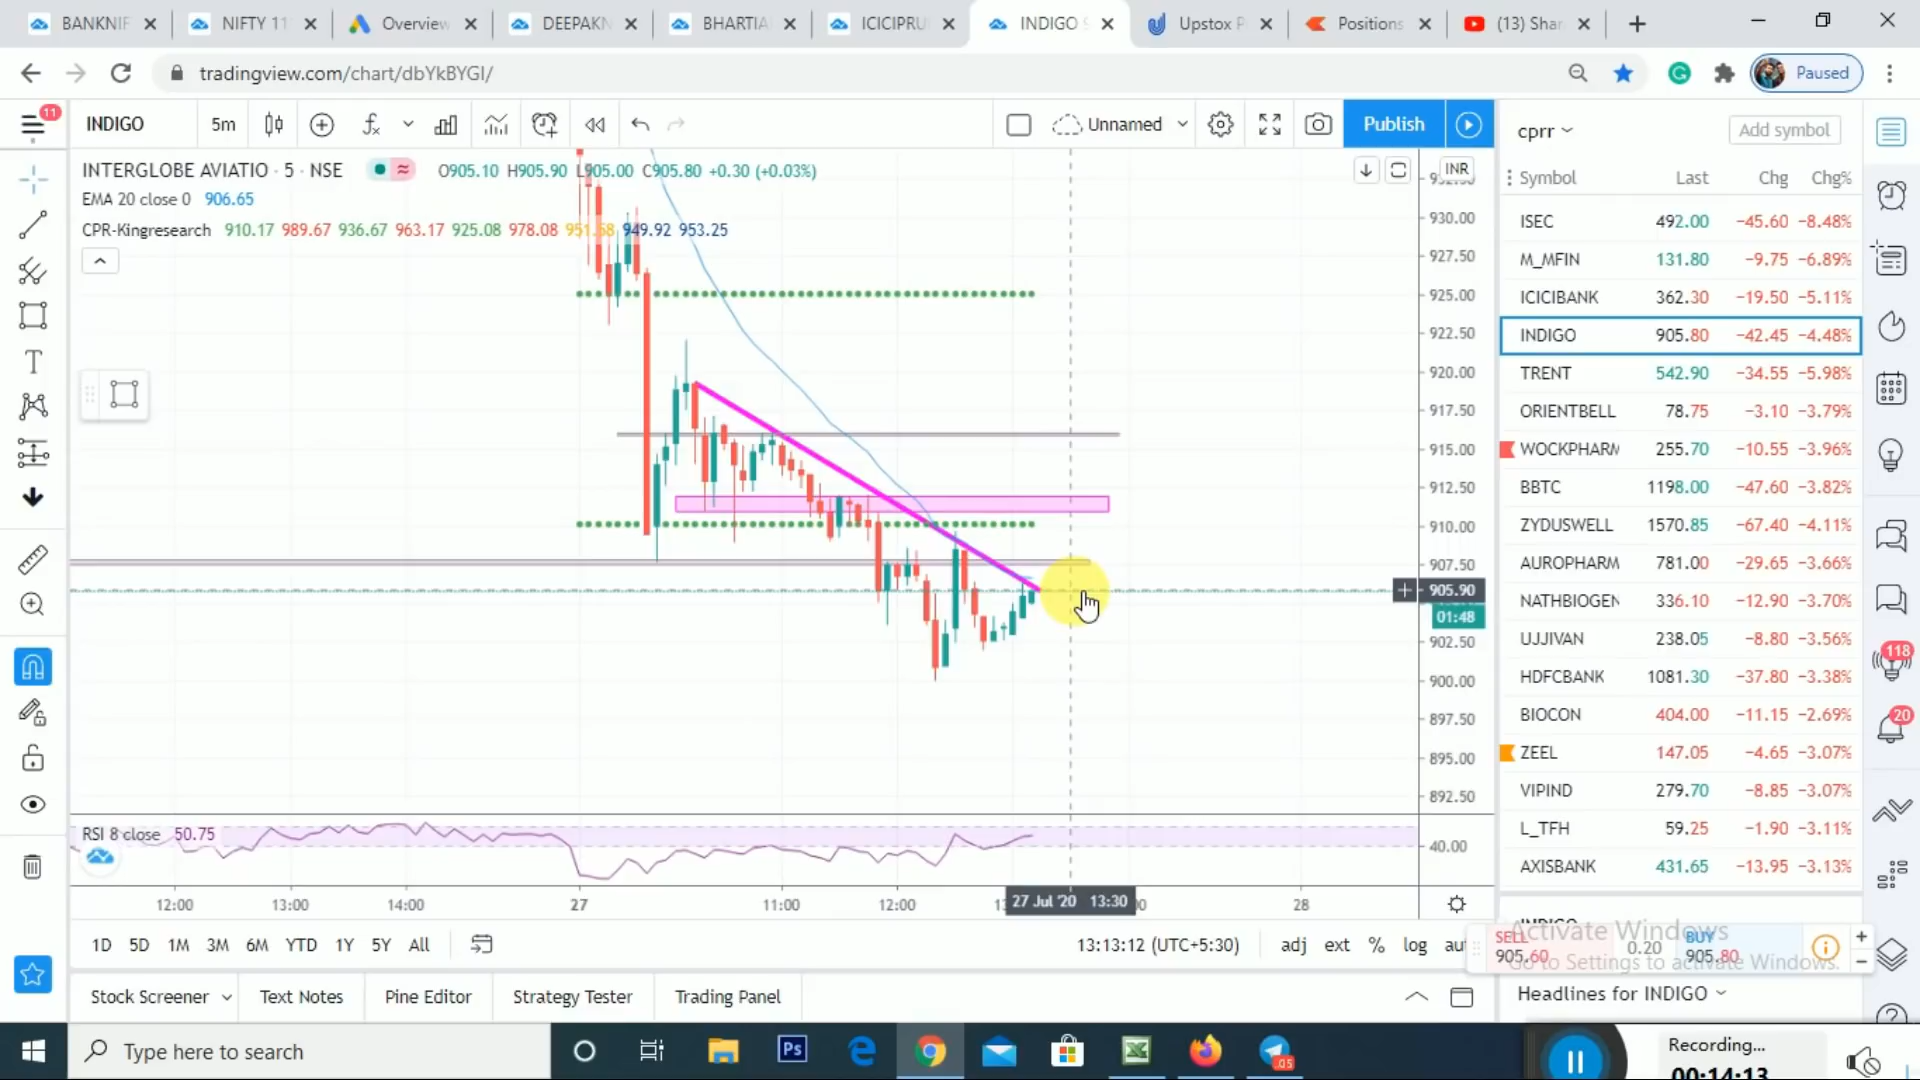 BANKNIF
NIFTY 11
Overview
DEEPAKN
BHARTIA
ICICIPRU
INDIGO
Upstox P
Positions
(13) Shar
tradingview.com/chart/dbYkBYGI/
Paused
11
INDIGO
5m
Unnamed
Publish
cprr
Add symbol
INTERGLOBE AVIATIO · 5 · NSE
O905.10 H905.90 L905.00 C905.80 +0.30 (+0.03%)
INR
EMA 20 close 0 906.65
CPR-Kingresearch 910.17 989.67 936.67 963.17 925.08 978.08 951.58 949.92 953.25
Symbol Last Chg Chg%
ISEC 492.00 −45.60 −8.48%
M_MFIN 131.80 −9.75 −6.89%
ICICIBANK 362.30 −19.50 −5.11%
INDIGO 905.80 −42.45 −4.48%
TRENT 542.90 −34.55 −5.98%
ORIENTBELL 78.75 −3.10 −3.79%
WOCKPHARM 255.70 −10.55 −3.96%
BBTC 1198.00 −47.60 −3.82%
ZYDUSWELL 1570.85 −67.40 −4.11%
AUROPHARM 781.00 −29.65 −3.66%
NATHBIOGEN 336.10 −12.90 −3.70%
UJJIVAN 238.05 −8.80 −3.56%
HDFCBANK 1081.30 −37.80 −3.38%
BIOCON 404.00 −11.15 −2.69%
ZEEL 147.05 −4.65 −3.07%
VIPIND 279.70 −8.85 −3.07%
L_TFH 59.25 −1.90 −3.11%
AXISBANK 431.65 −13.95 −3.13%
118
20
930.00
927.50
925.00
922.50
920.00
917.50
915.00
912.50
910.00
907.50
905.90
01:48
902.50
900.00
897.50
895.00
892.50
RSI 8 close 50.75
40.00
12:00 13:00 14:00 27 11:00 12:00 27 Jul '20 13:30 28
1D 5D 1M 3M 6M YTD 1Y 5Y All
13:13:12 (UTC+5:30)
adj ext % log
SELL
905.60
0.20
BUY
905.80
Activate Windows
Go to Settings to activate Windows.
Stock Screener
Text Notes
Pine Editor
Strategy Tester
Trading Panel
Headlines for INDIGO
Type here to search
Ps
05
Recording...
00:14:13